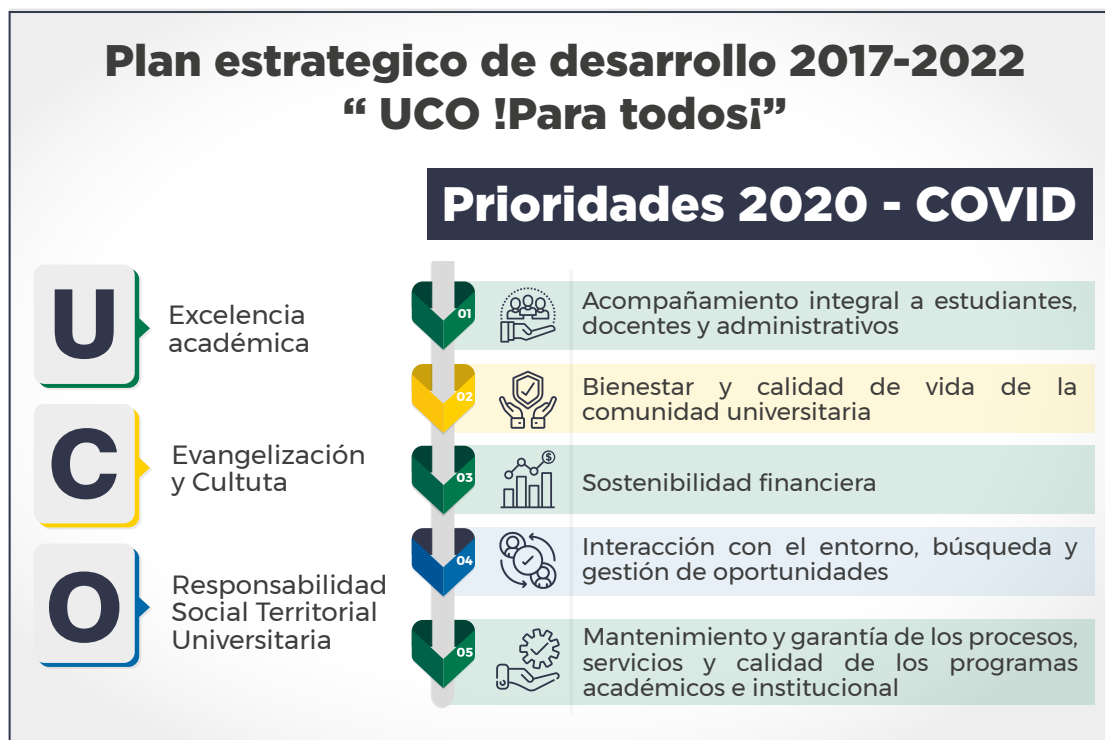 Plan estrategico de desarrollo 2017-2022
“ UCO !Para todos¡”
Prioridades 2020 - COVID
U
Excelencia
académica
C
Evangelización
y Cultuta
O
Responsabilidad
Social Territorial
Universitaria
01
Acompañamiento integral a estudiantes,
docentes y administrativos
02
Bienestar y calidad de vida de la
comunidad universitaria
03
$
Sostenibilidad financiera
04
Interacción con el entorno, búsqueda y
gestión de oportunidades
05
Mantenimiento y garantía de los procesos,
servicios y calidad de los programas
académicos e institucional